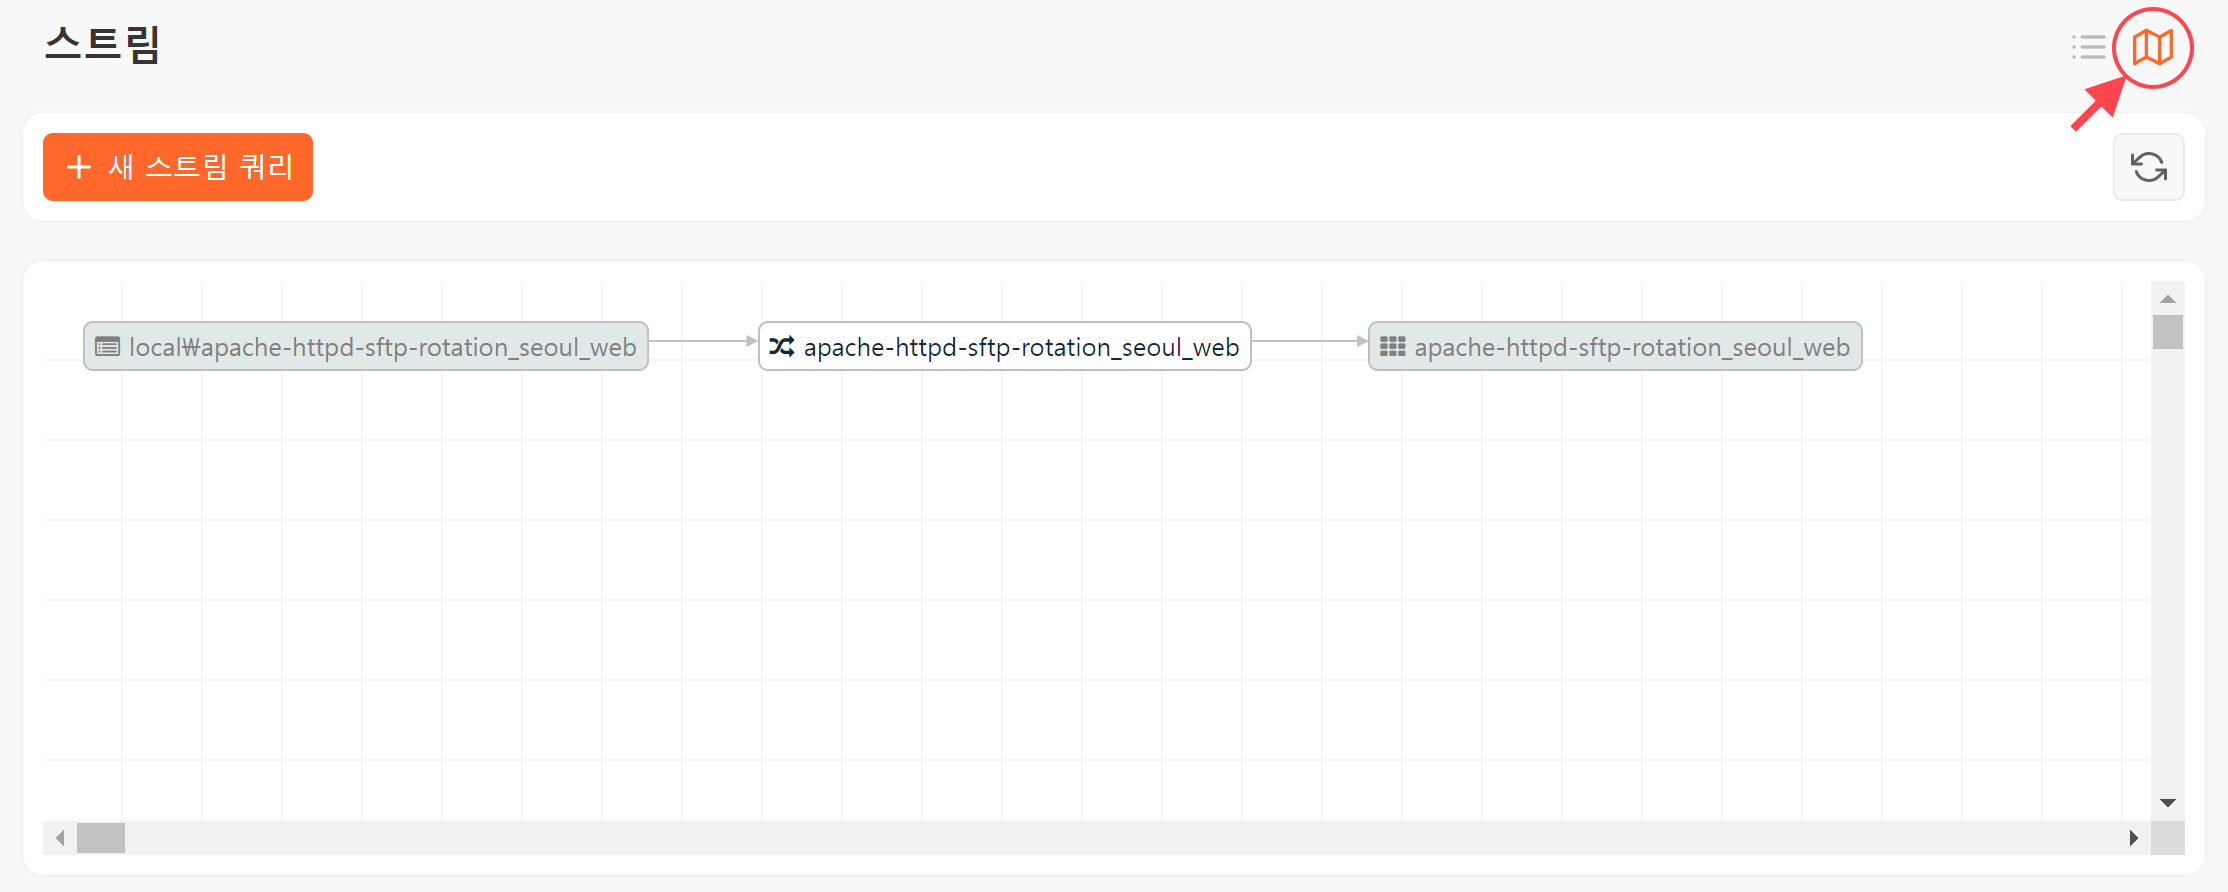 스트림
새 스트림 쿼리
local₩apache-httpd-sftp-rotation_seoul_web
apache-httpd-sftp-rotation_seoul_web
apache-httpd-sftp-rotation_seoul_web